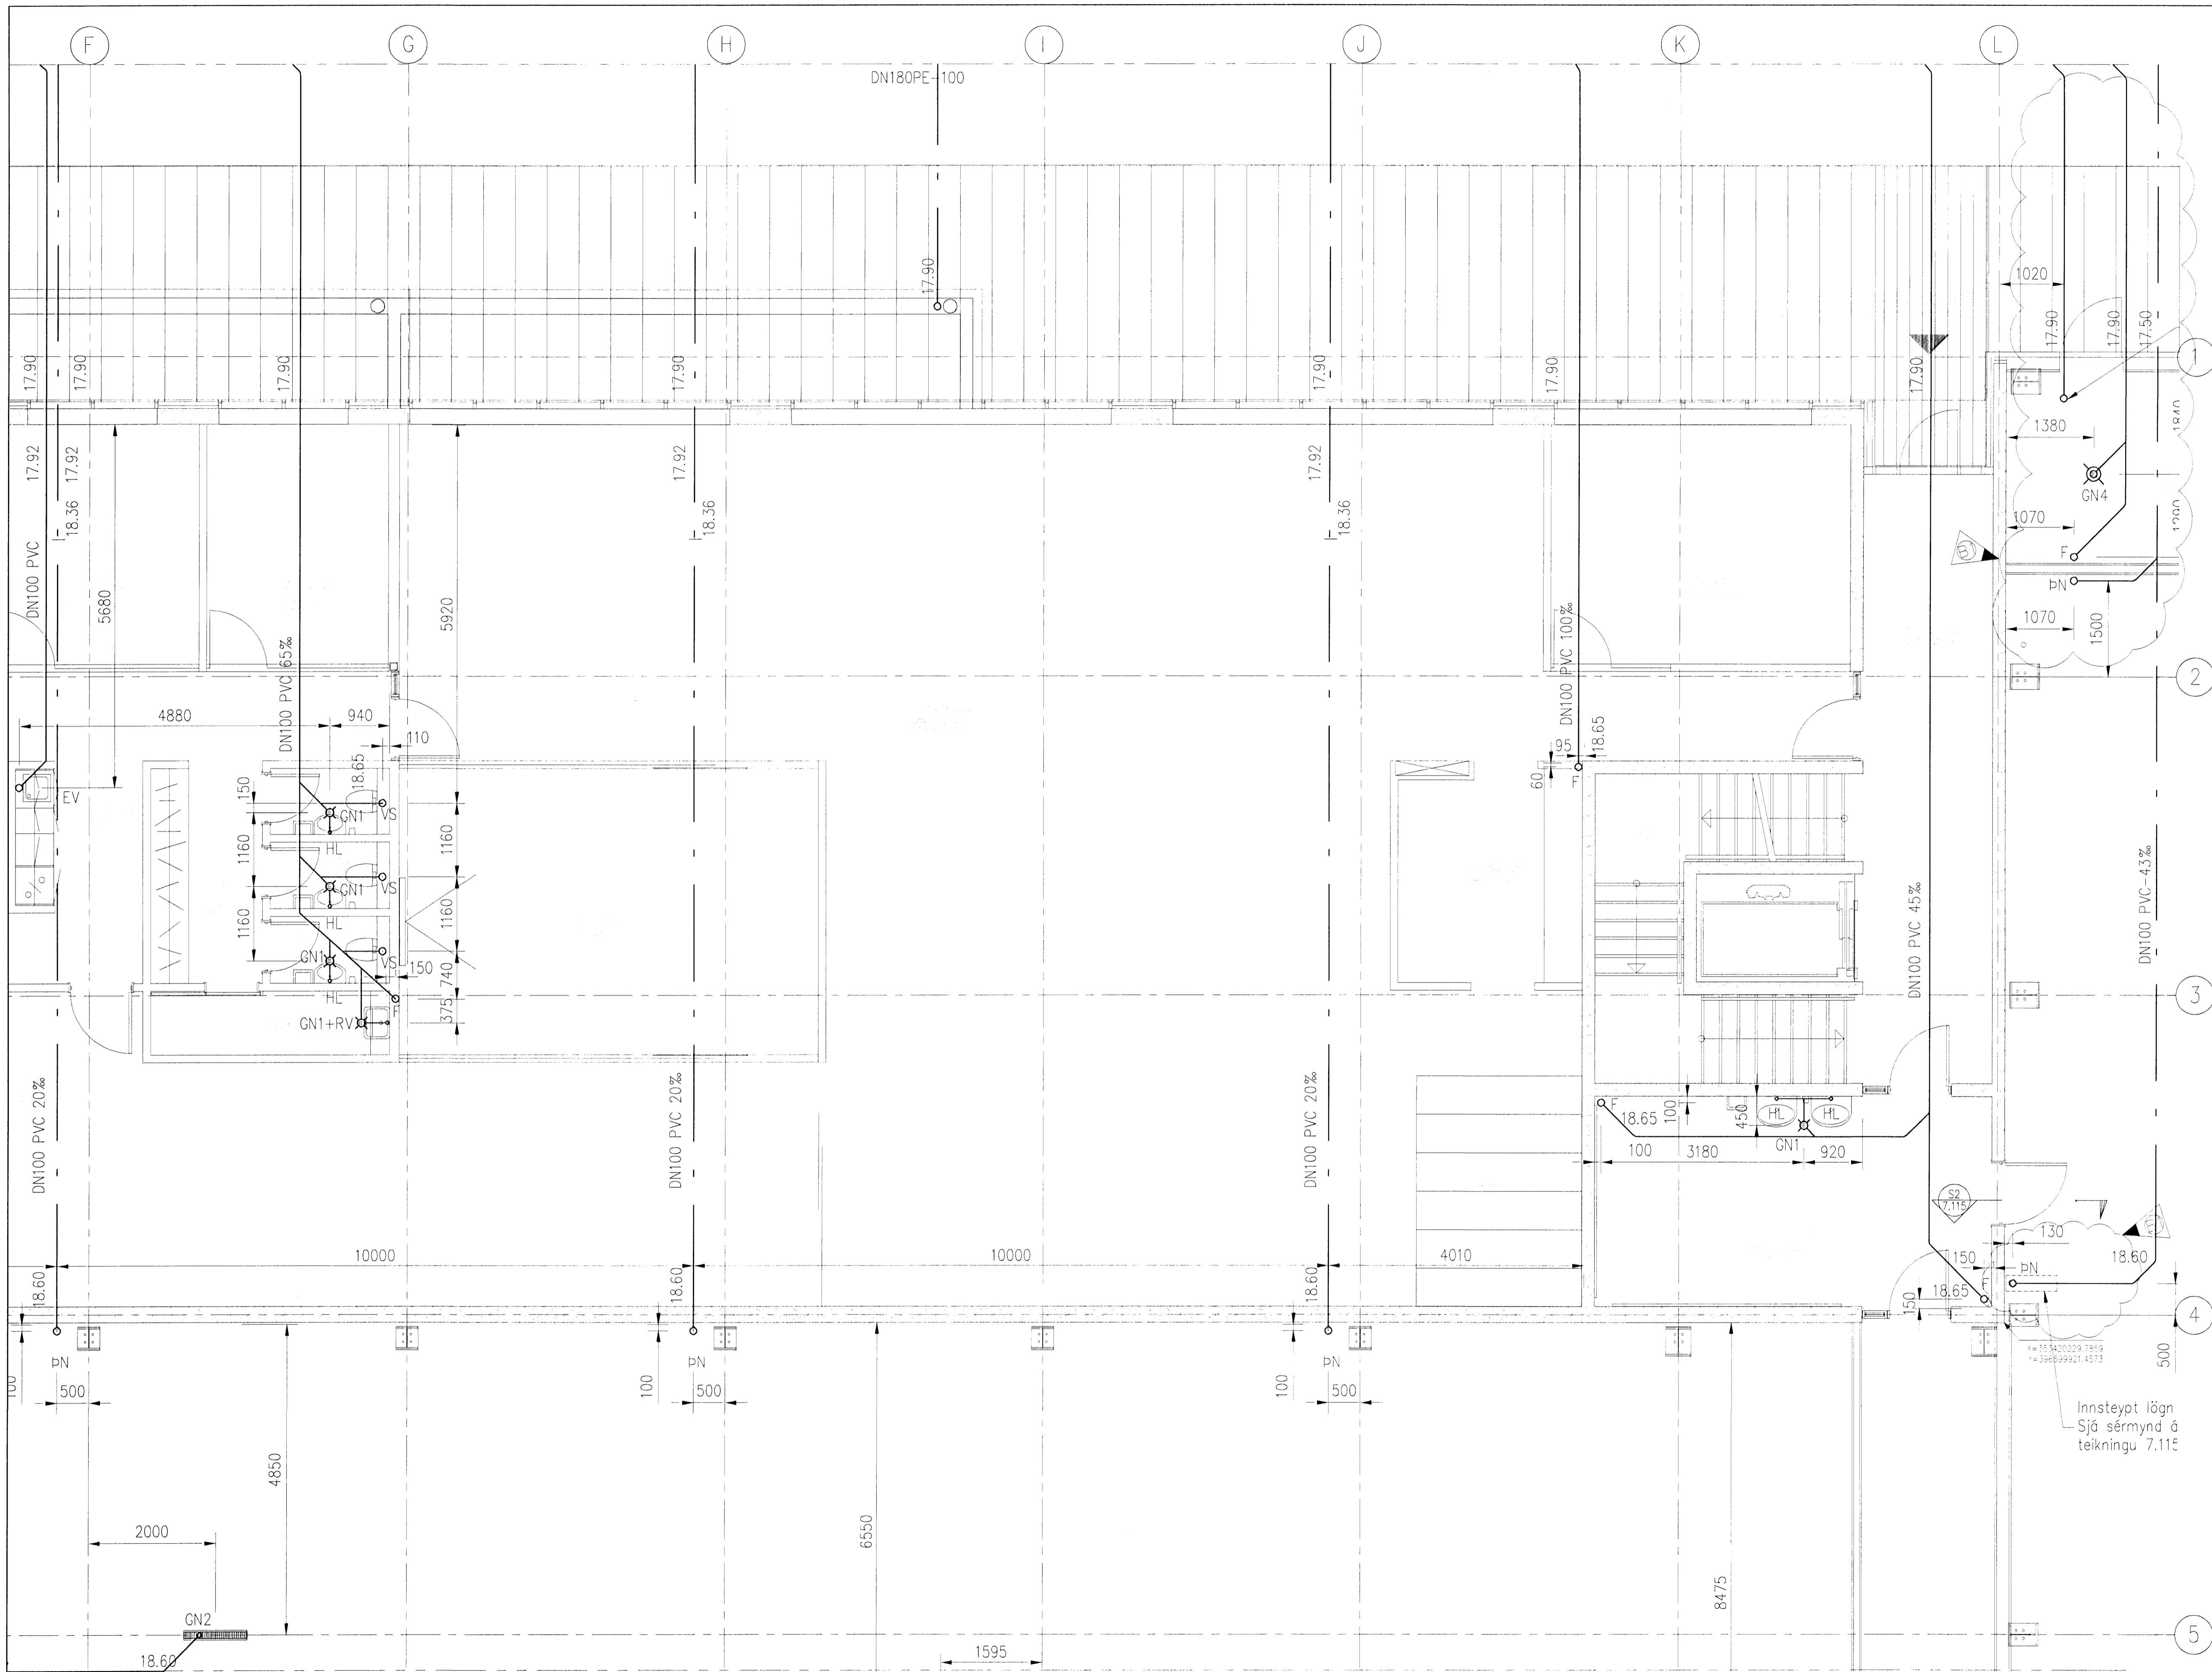 F G H I J K L
DN180PE-100
17.90
1020
17.90 17.90 17.50
17.90 17.90 17.90 17.90 17.90 17.90 17.90
1
1840
1380
17.92 17.92 17.92 17.92
18.36 18.36 18.36
GN4
1070
1290
B1
F
ÞN
1070
1500
DN100 PVC
5680
5920
DN100 PVC 65‰
DN100 PVC 100‰
2
4880 940
110
18.65
95
18.65
60
F
EV
150
GN1 VS
HL
1160
1160
GN1 VS
HL
1160
1160
GN1 VS
HL
150
740
375
F
GN1+RV
DN100 PVC 45‰
DN100 PVC-43‰
3
DN100 PVC 20‰
DN100 PVC 20‰
DN100 PVC 20‰
F
18.65
100
450
HL HL
GN1
100 3180 920
S2
7.115
130
150
ÞN
18.60
F
18.65
150
10000 10000 4010
18.60 18.60 18.60
4
500
ÞN ÞN ÞN
100 500 100 500 100 500
Innsteypt lögn
Sjá sérmynd á
teikningu 7.115
4850
6550
8475
2000
GN2
18.60
1595
5